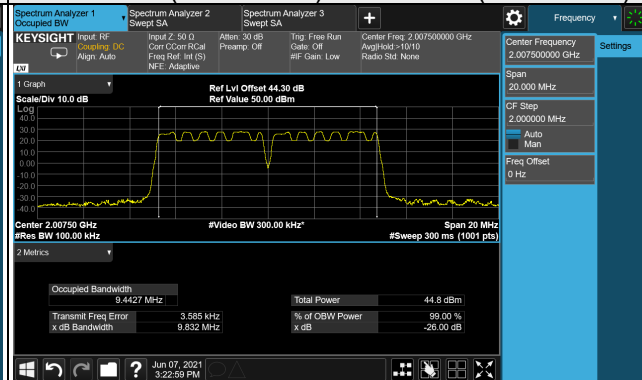 Spectrum Analyzer 1
Occupied BW
Spectrum Analyzer 2
Swept SA
Spectrum Analyzer 3
Swept SA
+
Frequency
KEYSIGHT
Input: RF
Coupling: DC
Align: Auto
LXI
Input Z: 50 Ω
Corr CCorr RCal
Freq Ref: Int (S)
NFE: Adaptive
Atten: 30 dB
Preamp: Off
Trig: Free Run
Gate: Off
#IF Gain: Low
Center Freq: 2.007500000 GHz
Avg|Hold:>10/10
Radio Std: None
Center Frequency
2.007500000 GHz
Settings
Span
20.000 MHz
CF Step
2.000000 MHz
Auto
Man
Freq Offset
0 Hz
1 Graph
Scale/Div 10.0 dB
Ref Lvl Offset 44.30 dB
Ref Value 50.00 dBm
Log
40.0
30.0
20.0
10.0
0.00
-10.0
-20.0
-30.0
-40.0
Center 2.00750 GHz
#Video BW 300.00 kHz*
Span 20 MHz
#Res BW 100.00 kHz
#Sweep 300 ms (1001 pts)
2 Metrics
Occupied Bandwidth
9.4427 MHz
Total Power 44.8 dBm
Transmit Freq Error 3.585 kHz
% of OBW Power 99.00 %
x dB Bandwidth 9.832 MHz
x dB -26.00 dB
?
Jun 07, 2021
3:22:59 PM